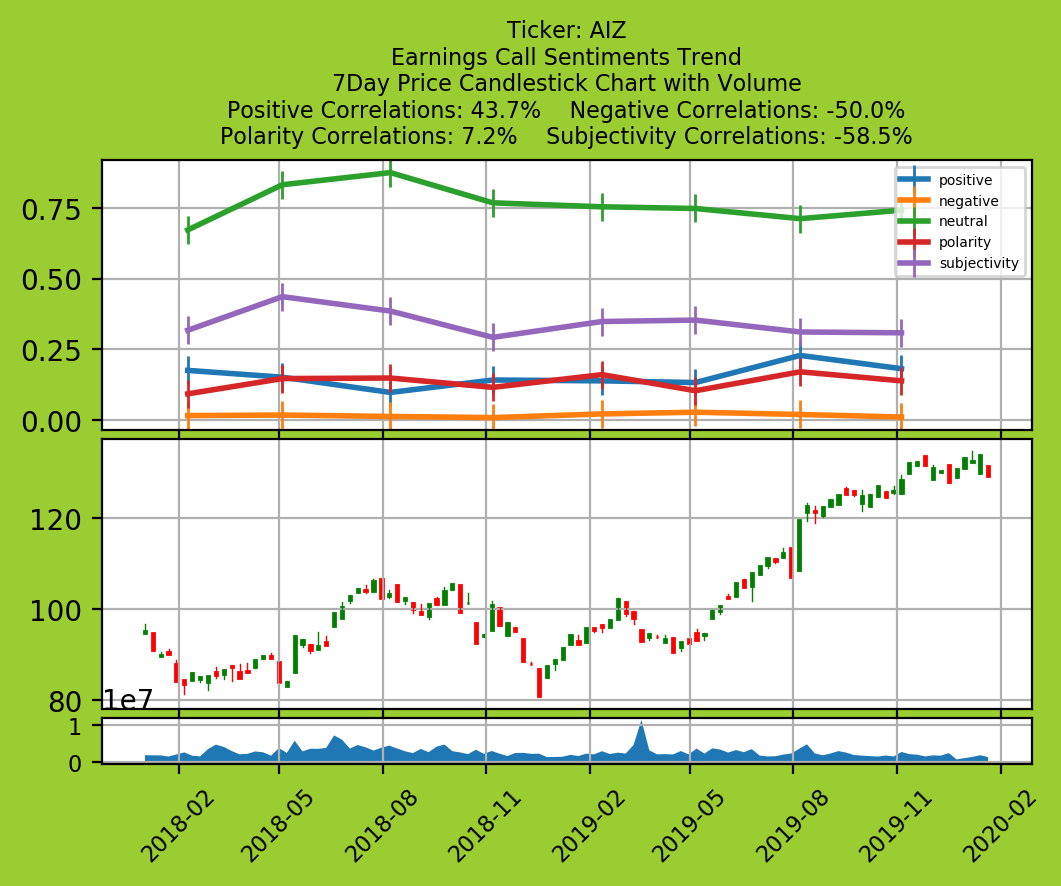 Ticker: AIZ
Earnings Call Sentiments Trend
7Day Price Candlestick Chart with Volume
Positive Correlations: 43.7%    Negative Correlations: -50.0%
Polarity Correlations: 7.2%    Subjectivity Correlations: -58.5%
positive
negative
neutral
polarity
subjectivity
0.75
0.50
0.25
0.00
120
100
80
1e7
1
0
2018-02
2018-05
2018-08
2018-11
2019-02
2019-05
2019-08
2019-11
2020-02